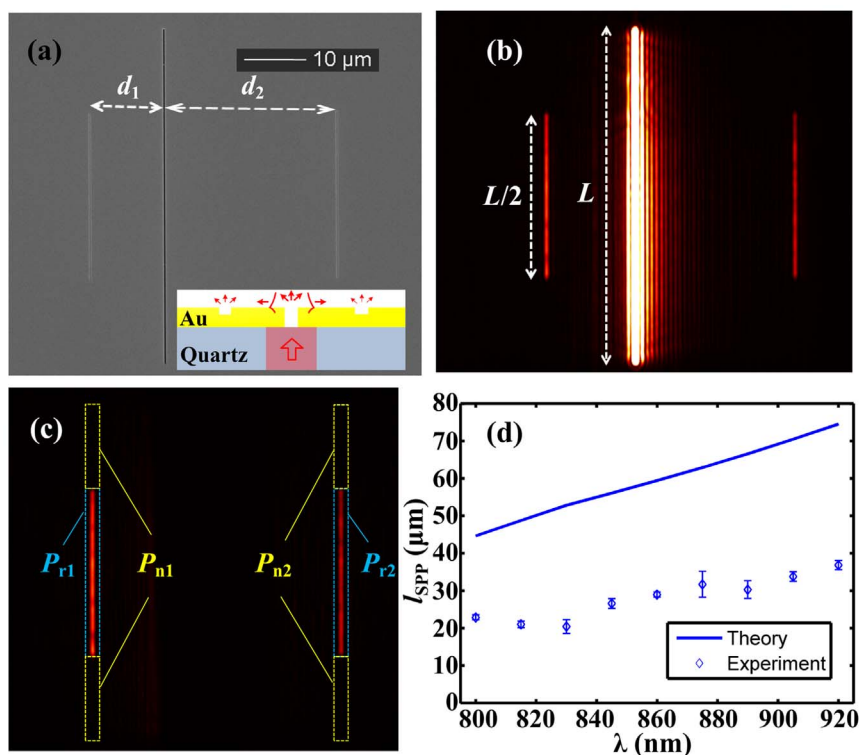 (a)
10 µm
d1
d2
Au
Quartz
(b)
L/2
L
(c)
Pr1
Pn1
Pn2
Pr2
(d)
80
70
60
50
40
30
20
10
0
lSPP (µm)
Theory
Experiment
800 820 840 860 880 900 920
λ (nm)